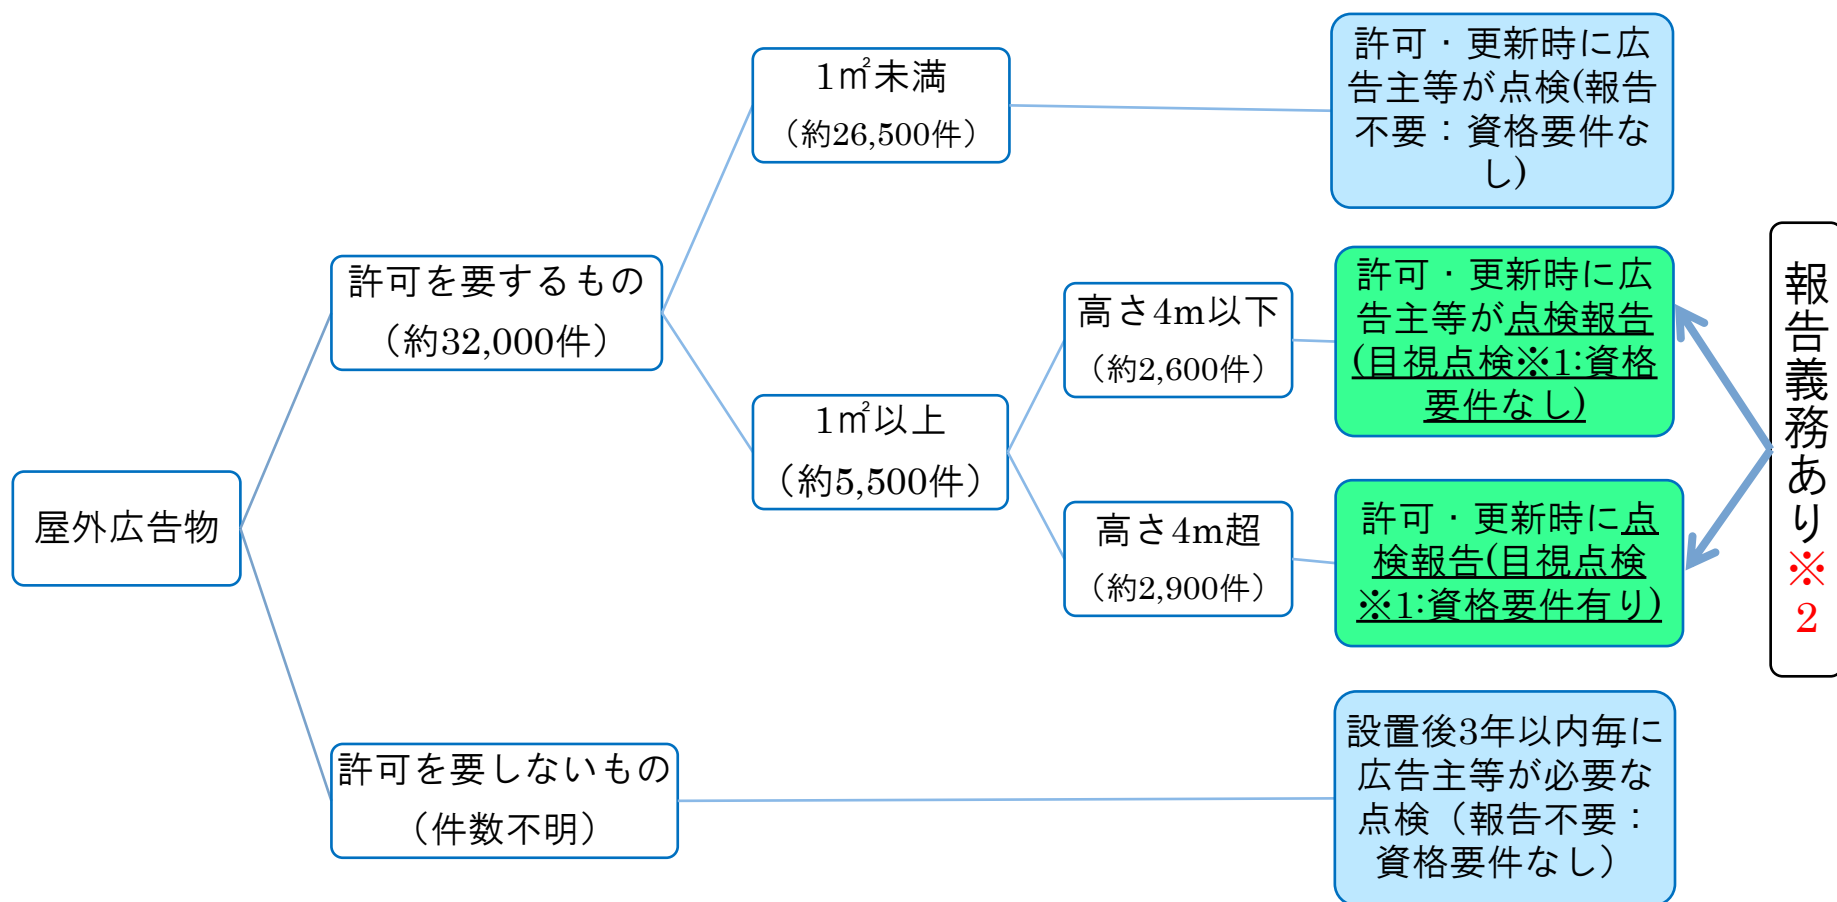 屋外広告物
許可を要するもの
（約32,000件）
1㎡未満
（約26,500件）
許可・更新時に広
告主等が点検(報告
不要：資格要件な
し)
1㎡以上
（約5,500件）
高さ4m以下
（約2,600件）
許可・更新時に広
告主等が点検報告
(目視点検※1:資格
要件なし)
高さ4m超
（約2,900件）
許可・更新時に点
検報告(目視点検
※1:資格要件有り)
許可を要しないもの
（件数不明）
設置後3年以内毎に
広告主等が必要な
点検（報告不要：
資格要件なし）
報告義務あり※2